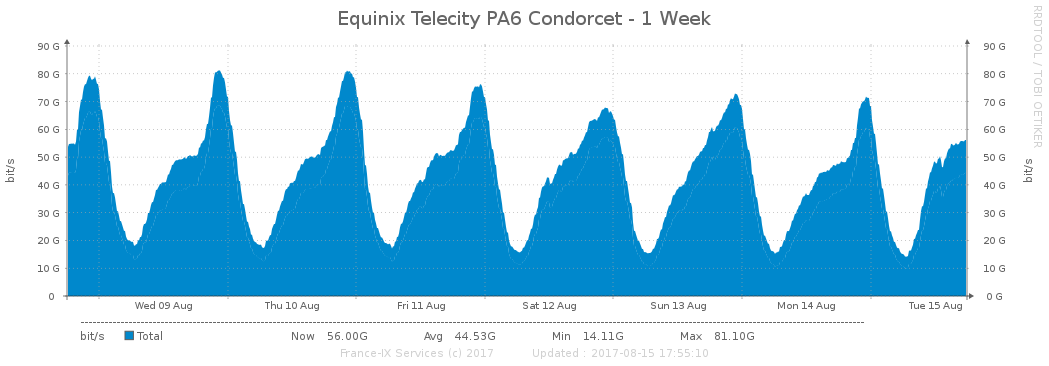 Equinix Telecity PA6 Condorcet - 1 Week
RRDTOOL / TOBI OETIKER
90 G 90 G
80 G 80 G
70 G 70 G
60 G 60 G
50 G 50 G
40 G 40 G
30 G 30 G
20 G 20 G
10 G 10 G
0 0 G
bit/s bit/s
Wed 09 Aug Thu 10 Aug Fri 11 Aug Sat 12 Aug Sun 13 Aug Mon 14 Aug Tue 15 Aug
bit/s Total Now 56.00G Avg 44.53G Min 14.11G Max 81.10G
France-IX Services (c) 2017 Updated : 2017-08-15 17:55:10